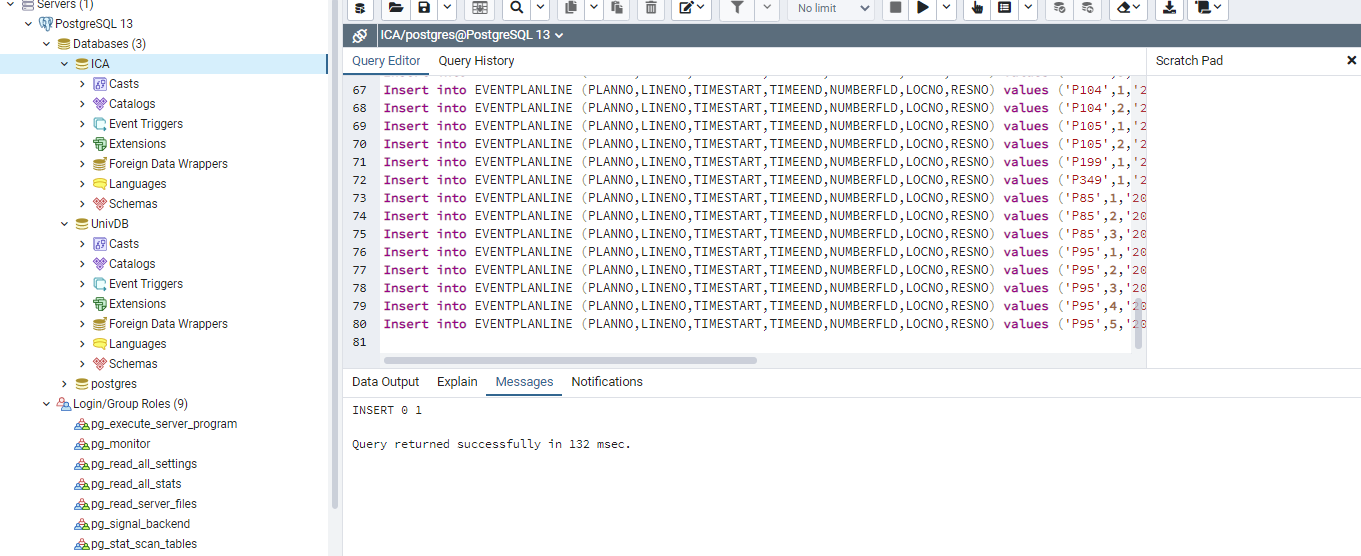 Servers (1)
PostgreSQL 13
Databases (3)
ICA
Casts
Catalogs
Event Triggers
Extensions
Foreign Data Wrappers
Languages
Schemas
UnivDB
Casts
Catalogs
Event Triggers
Extensions
Foreign Data Wrappers
Languages
Schemas
postgres
Login/Group Roles (9)
pg_execute_server_program
pg_monitor
pg_read_all_settings
pg_read_all_stats
pg_read_server_files
pg_signal_backend
pg_stat_scan_tables
No limit
ICA/postgres@PostgreSQL 13
Query Editor Query History
Scratch Pad
67 Insert into EVENTPLANLINE (PLANNO,LINENO,TIMESTART,TIMEEND,NUMBERFLD,LOCNO,RESNO) values ('P104',1,'2
68 Insert into EVENTPLANLINE (PLANNO,LINENO,TIMESTART,TIMEEND,NUMBERFLD,LOCNO,RESNO) values ('P104',2,'2
69 Insert into EVENTPLANLINE (PLANNO,LINENO,TIMESTART,TIMEEND,NUMBERFLD,LOCNO,RESNO) values ('P105',1,'2
70 Insert into EVENTPLANLINE (PLANNO,LINENO,TIMESTART,TIMEEND,NUMBERFLD,LOCNO,RESNO) values ('P105',2,'2
71 Insert into EVENTPLANLINE (PLANNO,LINENO,TIMESTART,TIMEEND,NUMBERFLD,LOCNO,RESNO) values ('P199',1,'2
72 Insert into EVENTPLANLINE (PLANNO,LINENO,TIMESTART,TIMEEND,NUMBERFLD,LOCNO,RESNO) values ('P349',1,'2
73 Insert into EVENTPLANLINE (PLANNO,LINENO,TIMESTART,TIMEEND,NUMBERFLD,LOCNO,RESNO) values ('P85',1,'20
74 Insert into EVENTPLANLINE (PLANNO,LINENO,TIMESTART,TIMEEND,NUMBERFLD,LOCNO,RESNO) values ('P85',2,'20
75 Insert into EVENTPLANLINE (PLANNO,LINENO,TIMESTART,TIMEEND,NUMBERFLD,LOCNO,RESNO) values ('P85',3,'20
76 Insert into EVENTPLANLINE (PLANNO,LINENO,TIMESTART,TIMEEND,NUMBERFLD,LOCNO,RESNO) values ('P95',1,'20
77 Insert into EVENTPLANLINE (PLANNO,LINENO,TIMESTART,TIMEEND,NUMBERFLD,LOCNO,RESNO) values ('P95',2,'20
78 Insert into EVENTPLANLINE (PLANNO,LINENO,TIMESTART,TIMEEND,NUMBERFLD,LOCNO,RESNO) values ('P95',3,'20
79 Insert into EVENTPLANLINE (PLANNO,LINENO,TIMESTART,TIMEEND,NUMBERFLD,LOCNO,RESNO) values ('P95',4,'20
80 Insert into EVENTPLANLINE (PLANNO,LINENO,TIMESTART,TIMEEND,NUMBERFLD,LOCNO,RESNO) values ('P95',5,'20
81
Data Output Explain Messages Notifications
INSERT 0 1
Query returned successfully in 132 msec.